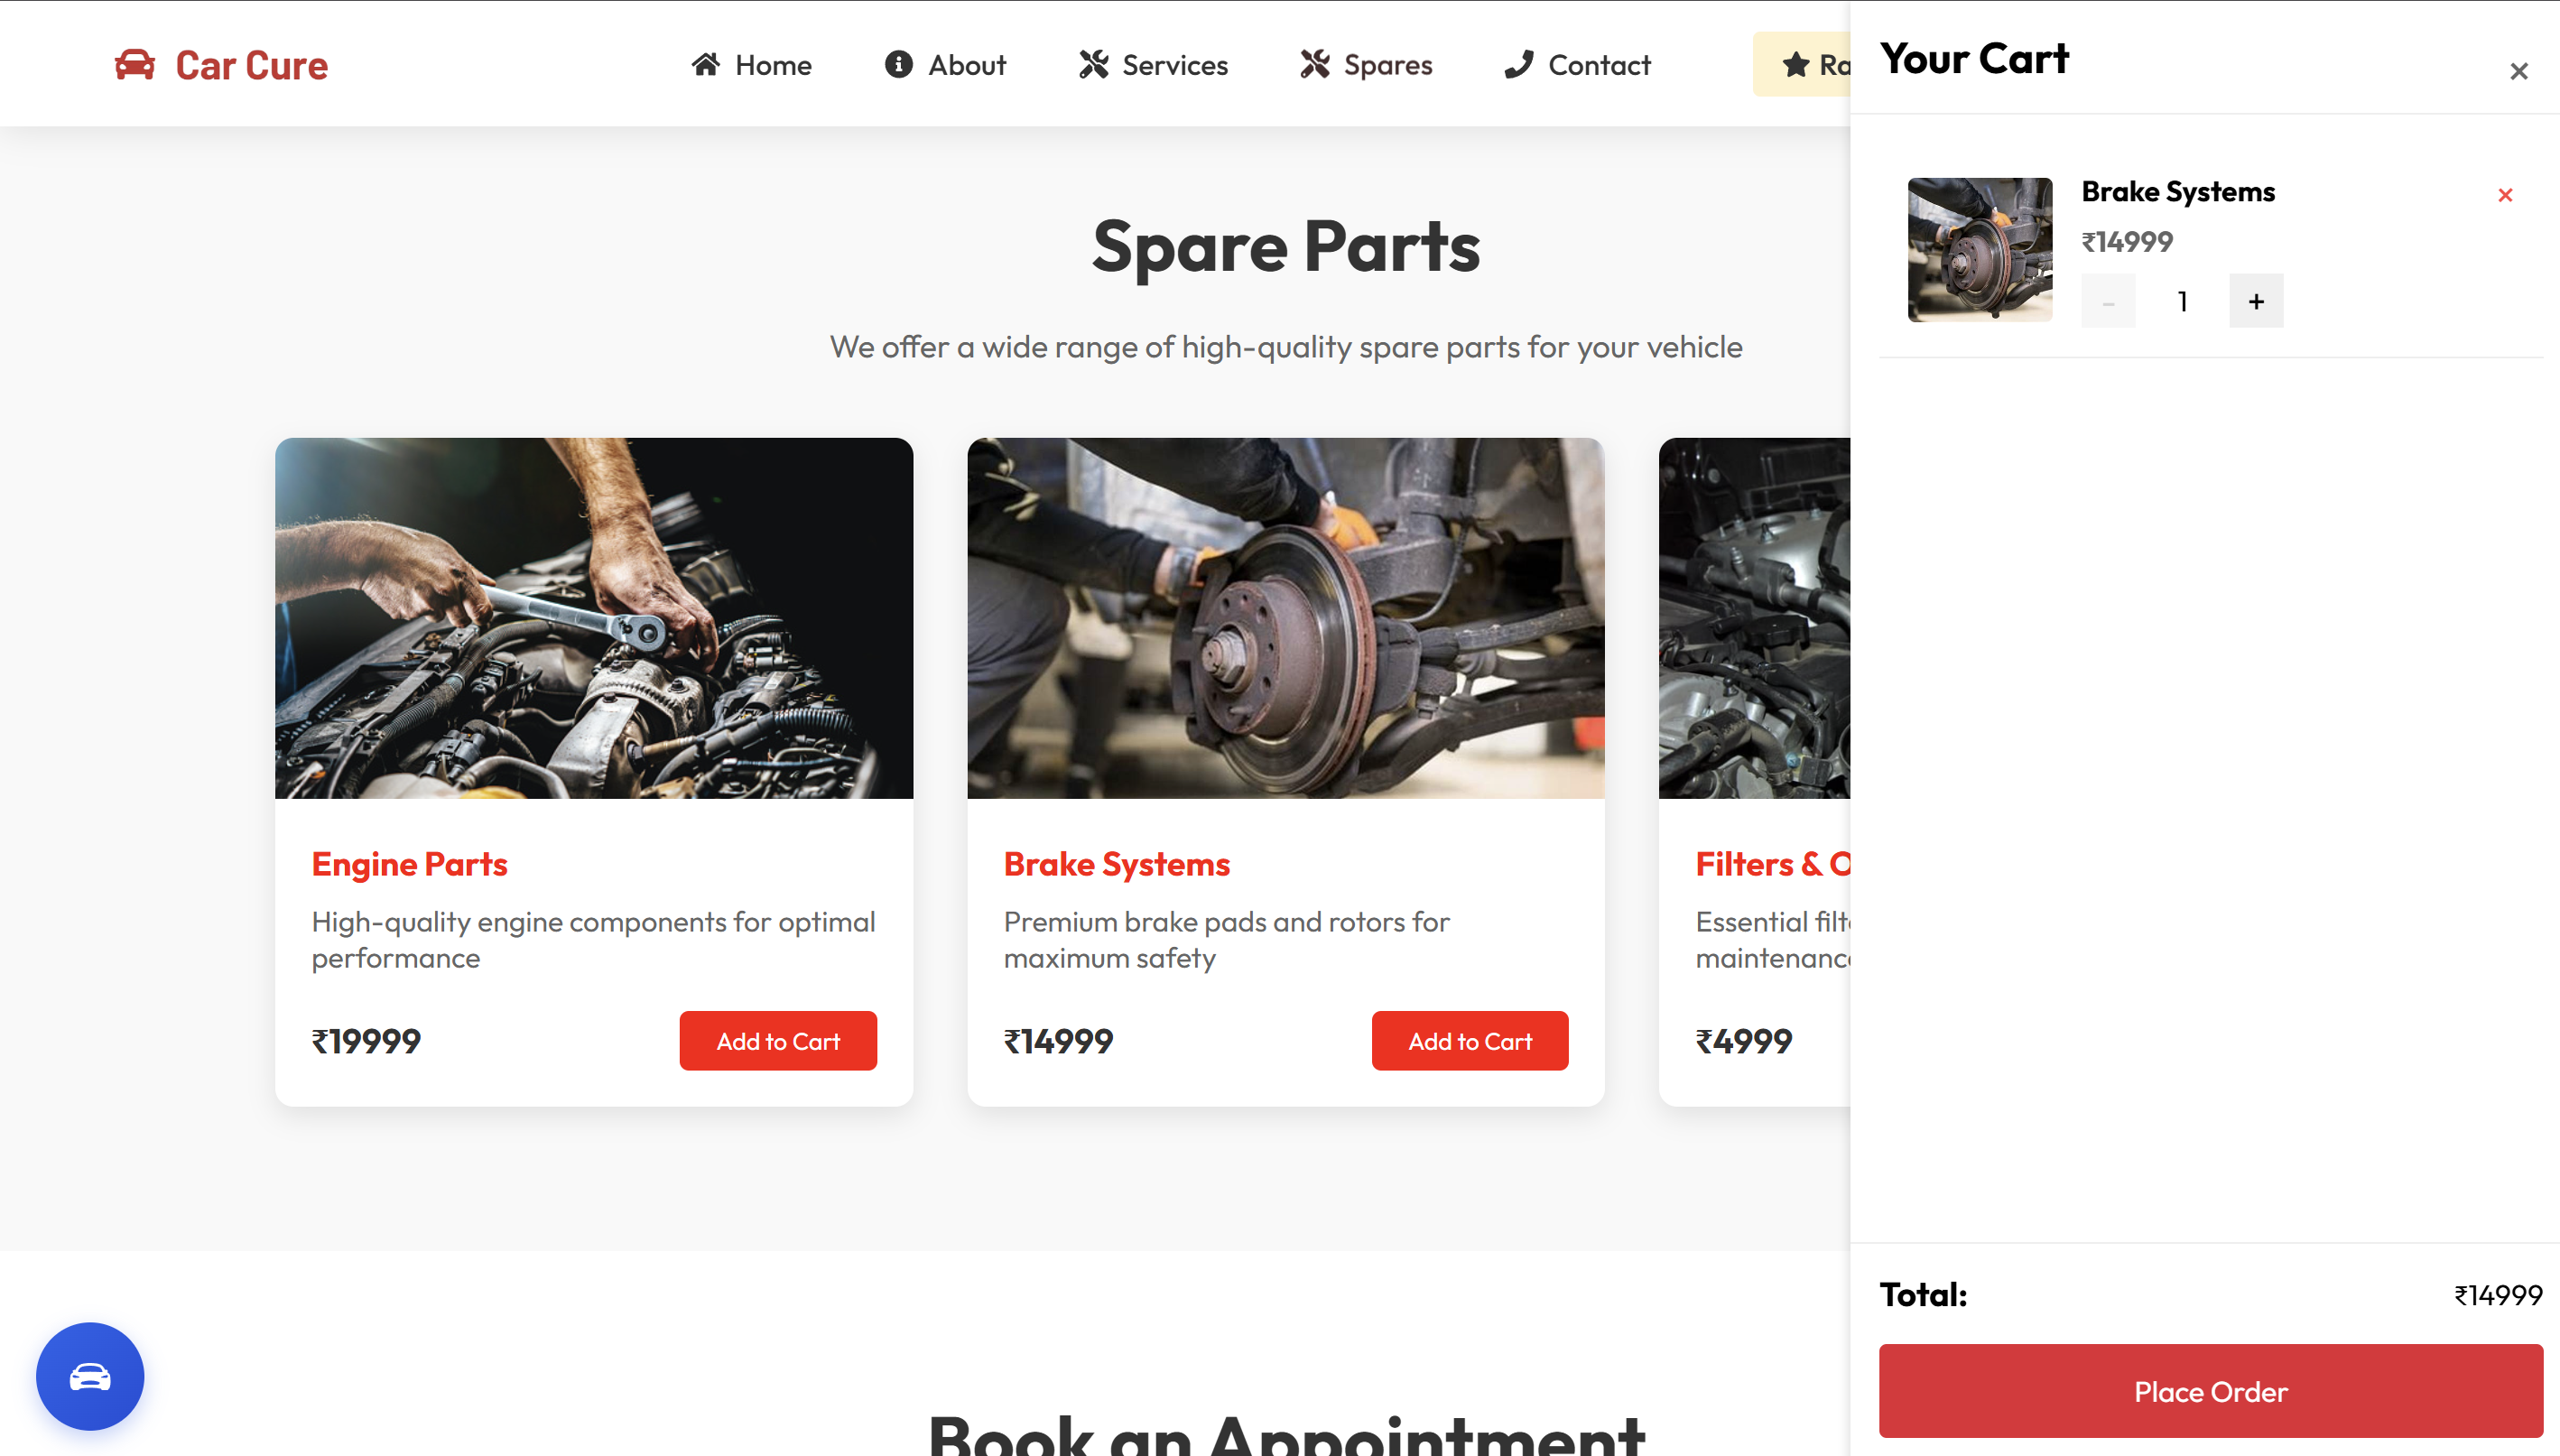 Car Cure
Home
About
Services
Spares
Contact
Spare Parts
We offer a wide range of high-quality spare parts for your vehicle
Engine Parts
High-quality engine components for optimal
performance
₹19999
Add to Cart
Brake Systems
Premium brake pads and rotors for
maximum safety
₹14999
Add to Cart
Filters &
Essential
₹4999
Book an Appointment
Your Cart
×
Brake Systems
×
₹14999
- 1 +
Total: ₹14999
Place Order